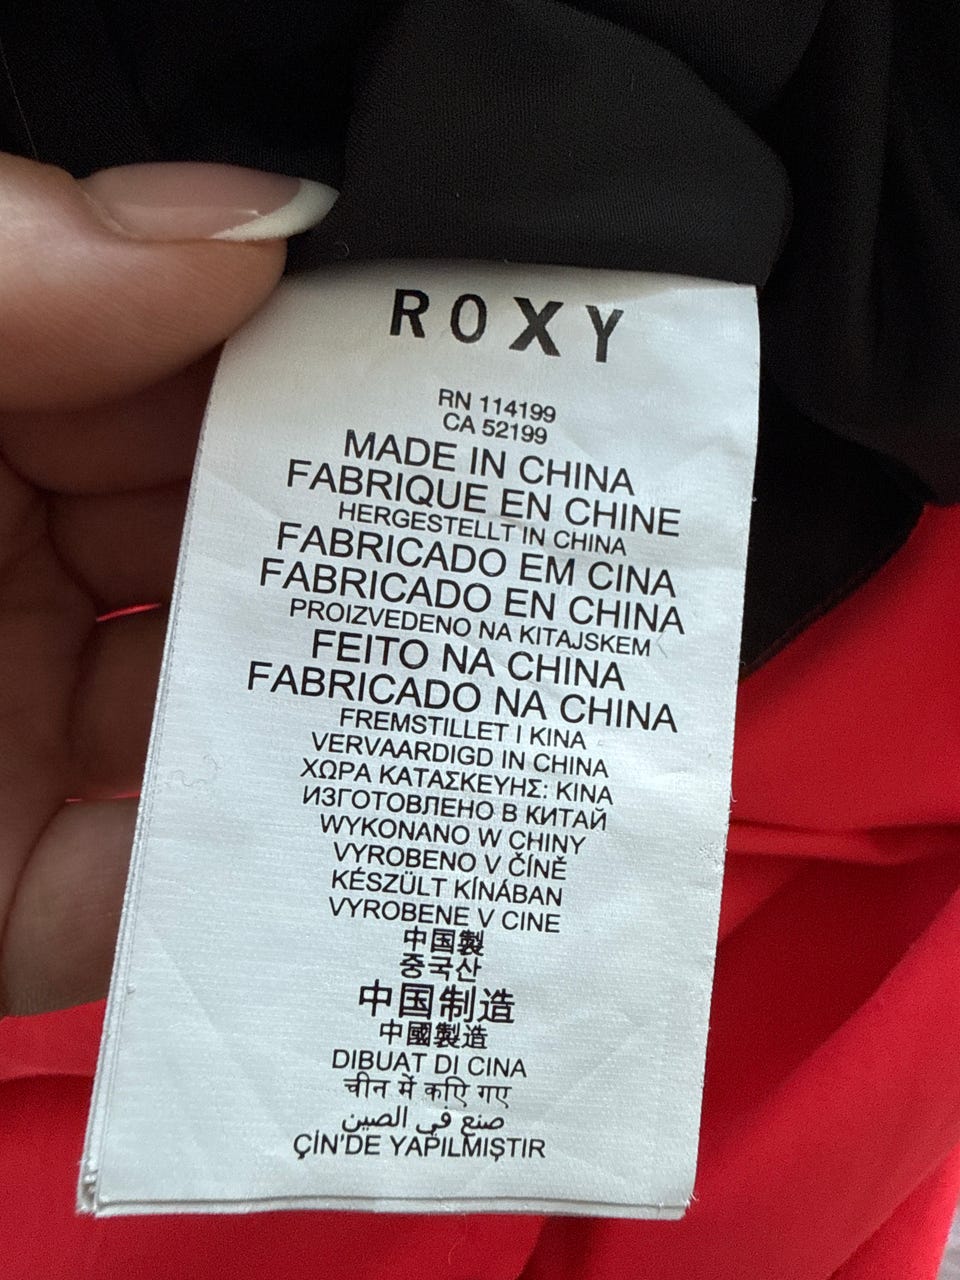 ROXY
RN 114199
CA 52199
MADE IN CHINA
FABRIQUE EN CHINE
HERGESTELLT IN CHINA
FABRICADO EM CINA
FABRICADO EN CHINA
PROIZVEDENO NA KITAJSKEM
FEITO NA CHINA
FABRICADO NA CHINA
FREMSTILLET I KINA
VERVAARDIGD IN CHINA
ΧΩΡΑ ΚΑΤΑΣΚΕΥΗΣ: ΚΙΝΑ
ИЗГОТОВЛЕНО В КИТАЙ
WYKONANO W CHINY
VYROBENO V ČÍNĚ
KÉSZÜLT KÍNÁBAN
VYROBENE V CINE
中国製
중국산
中国制造
中國製造
DIBUAT DI CINA
चीन में कएि गए
صنع في الصين
ÇİN'DE YAPILMIŞTIR